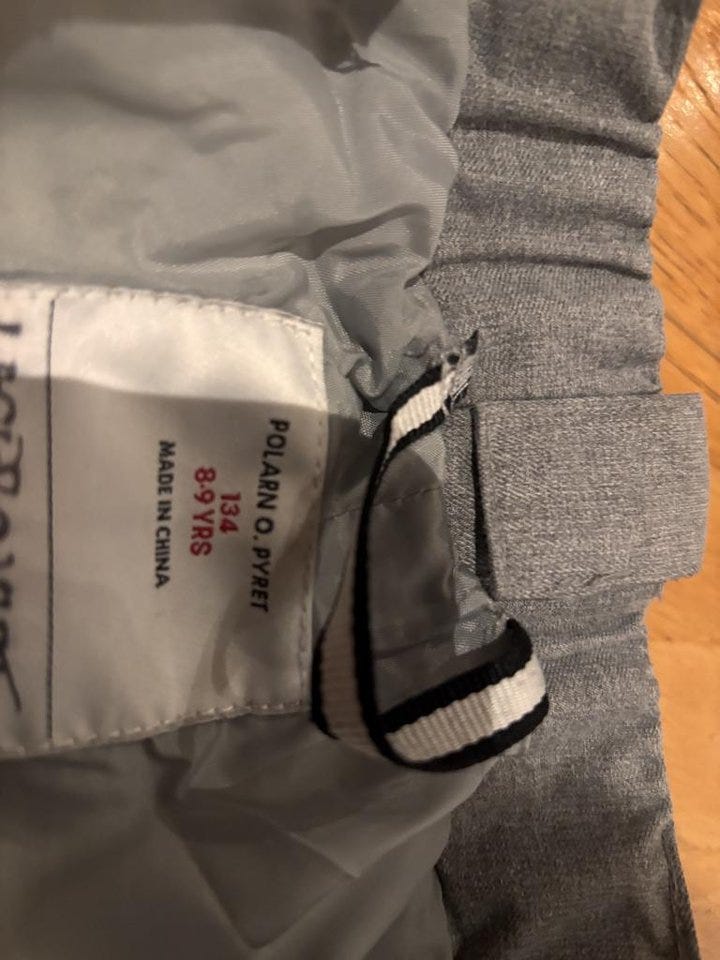 POLARN O. PYRET
134
8-9 YRS
MADE IN CHINA